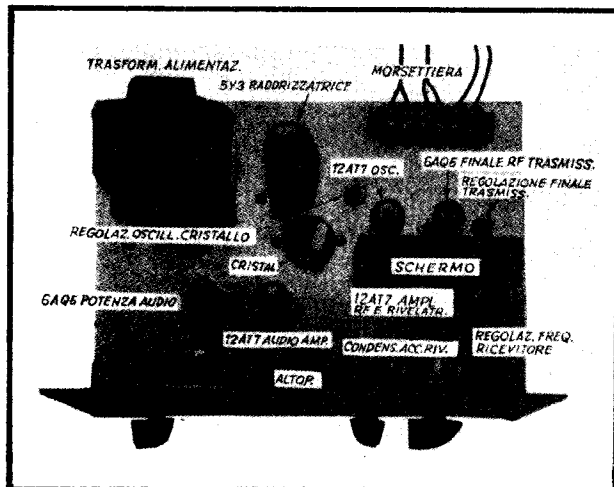 TRASFORM. ALIMENTAZ.
5Y3 RADDRIZZATRICE
MORSETTIERA
12AT7 OSC.
6AQ5 FINALE RF TRASMISS.
REGOLAZIONE FINALE
TRASMISS.
REGOLAZ. OSCILL. CRISTALLO
CRISTAL
SCHERMO
6AQ5 POTENZA AUDIO
12AT7 AMPL.
RF E RIVELATR.
12AT7 AUDIO AMP.
CONDENS. ACC. RIV.
REGOLAZ. FREQ.
RICEVITORE
ALTOP.